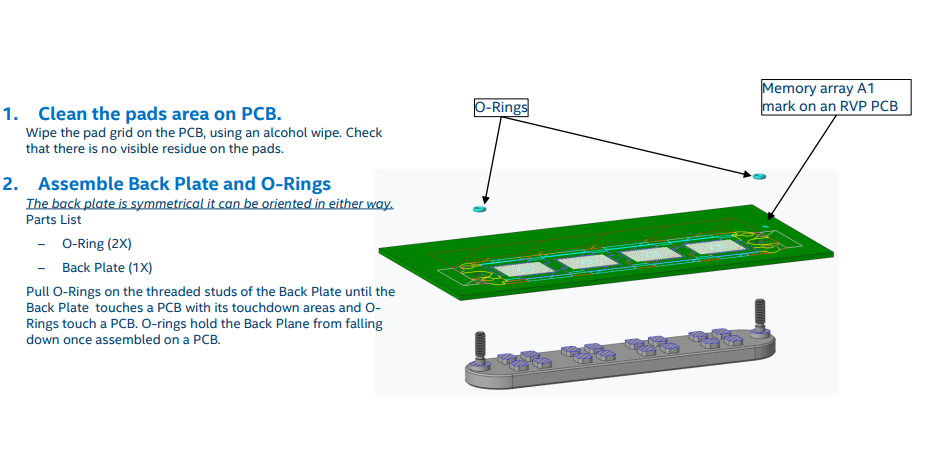 1. Clean the pads area on PCB.
Wipe the pad grid on the PCB, using an alcohol wipe. Check
that there is no visible residue on the pads.
2. Assemble Back Plate and O-Rings
The back plate is symmetrical it can be oriented in either way.
Parts List
– O-Ring (2X)
– Back Plate (1X)
Pull O-Rings on the threaded studs of the Back Plate until the
Back Plate touches a PCB with its touchdown areas and O-
Rings touch a PCB. O-rings hold the Back Plane from falling
down once assembled on a PCB.
O-Rings
Memory array A1
mark on an RVP PCB